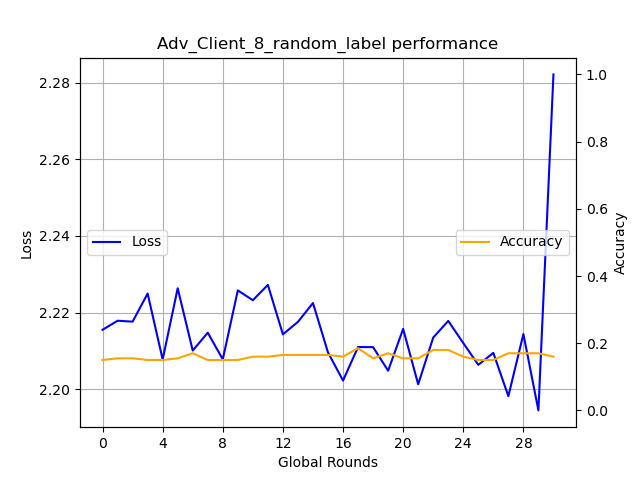 Adv_Client_8_random_label performance
2.28
2.26
2.24
2.22
2.20
Loss
1.0
0.8
0.6
0.4
0.2
0.0
Accuracy
Loss
Accuracy
0 4 8 12 16 20 24 28
Global Rounds